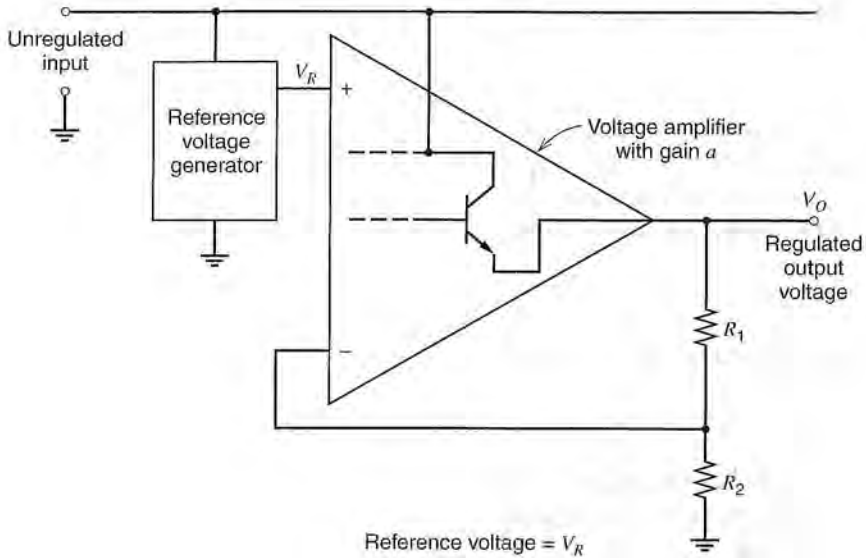 Unregulated
input
V_R
+
Reference
voltage
generator
Voltage amplifier
with gain a
V_O
Regulated
output
voltage
R_1
−
R_2
Reference voltage = V_R